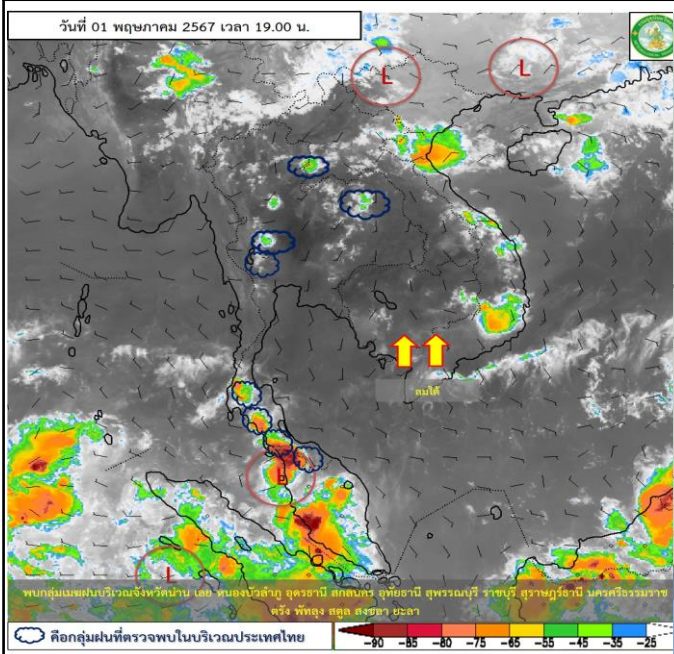 วันที่ 01 พฤษภาคม 2567 เวลา 19.00 น.
L
L
ลมใต้
L
L
พบกลุ่มเมฆฝนบริเวณจังหวัดน่าน เลย หนองบัวลำภู อุดรธานี สกลนคร อุทัยธานี สุพรรณบุรี ราชบุรี สุราษฎร์ธานี นครศรีธรรมราช
ตรัง พัทลุง สตูล สงขลา ยะลา
คือกลุ่มฝนที่ตรวจพบในบริเวณประเทศไทย
-90 -85 -80 -75 -65 -55 -45 -35 -25